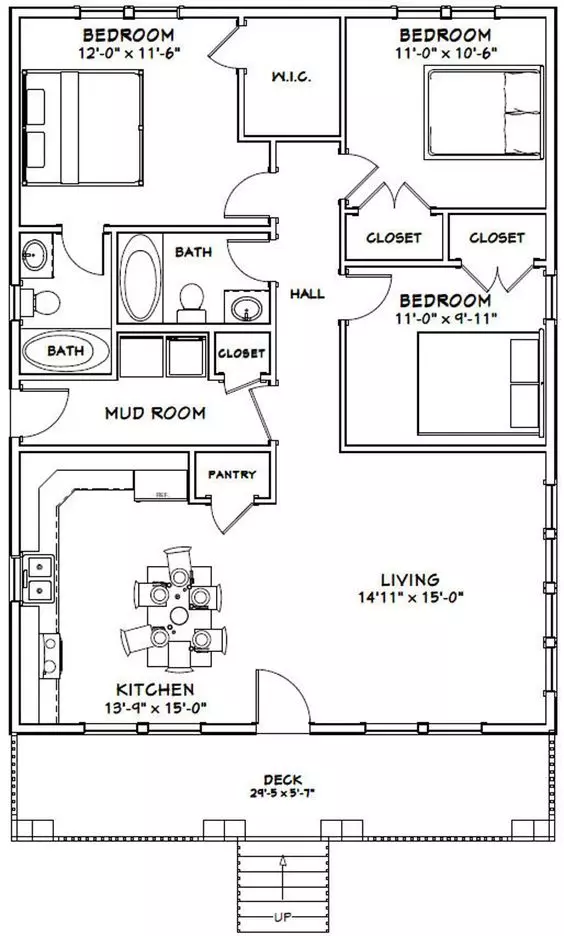 BEDROOM
12'-0" x 11'-6"
W.I.C.
BEDROOM
11'-0" x 10'-6"
CLOSET
CLOSET
BATH
HALL
BEDROOM
11'-0" x 9'-11"
BATH
CLOSET
MUD ROOM
PANTRY
REF.
LIVING
14'11" x 15'-0"
KITCHEN
13'-9" x 15'-0"
DECK
29'-5 x 5'-7"
UP